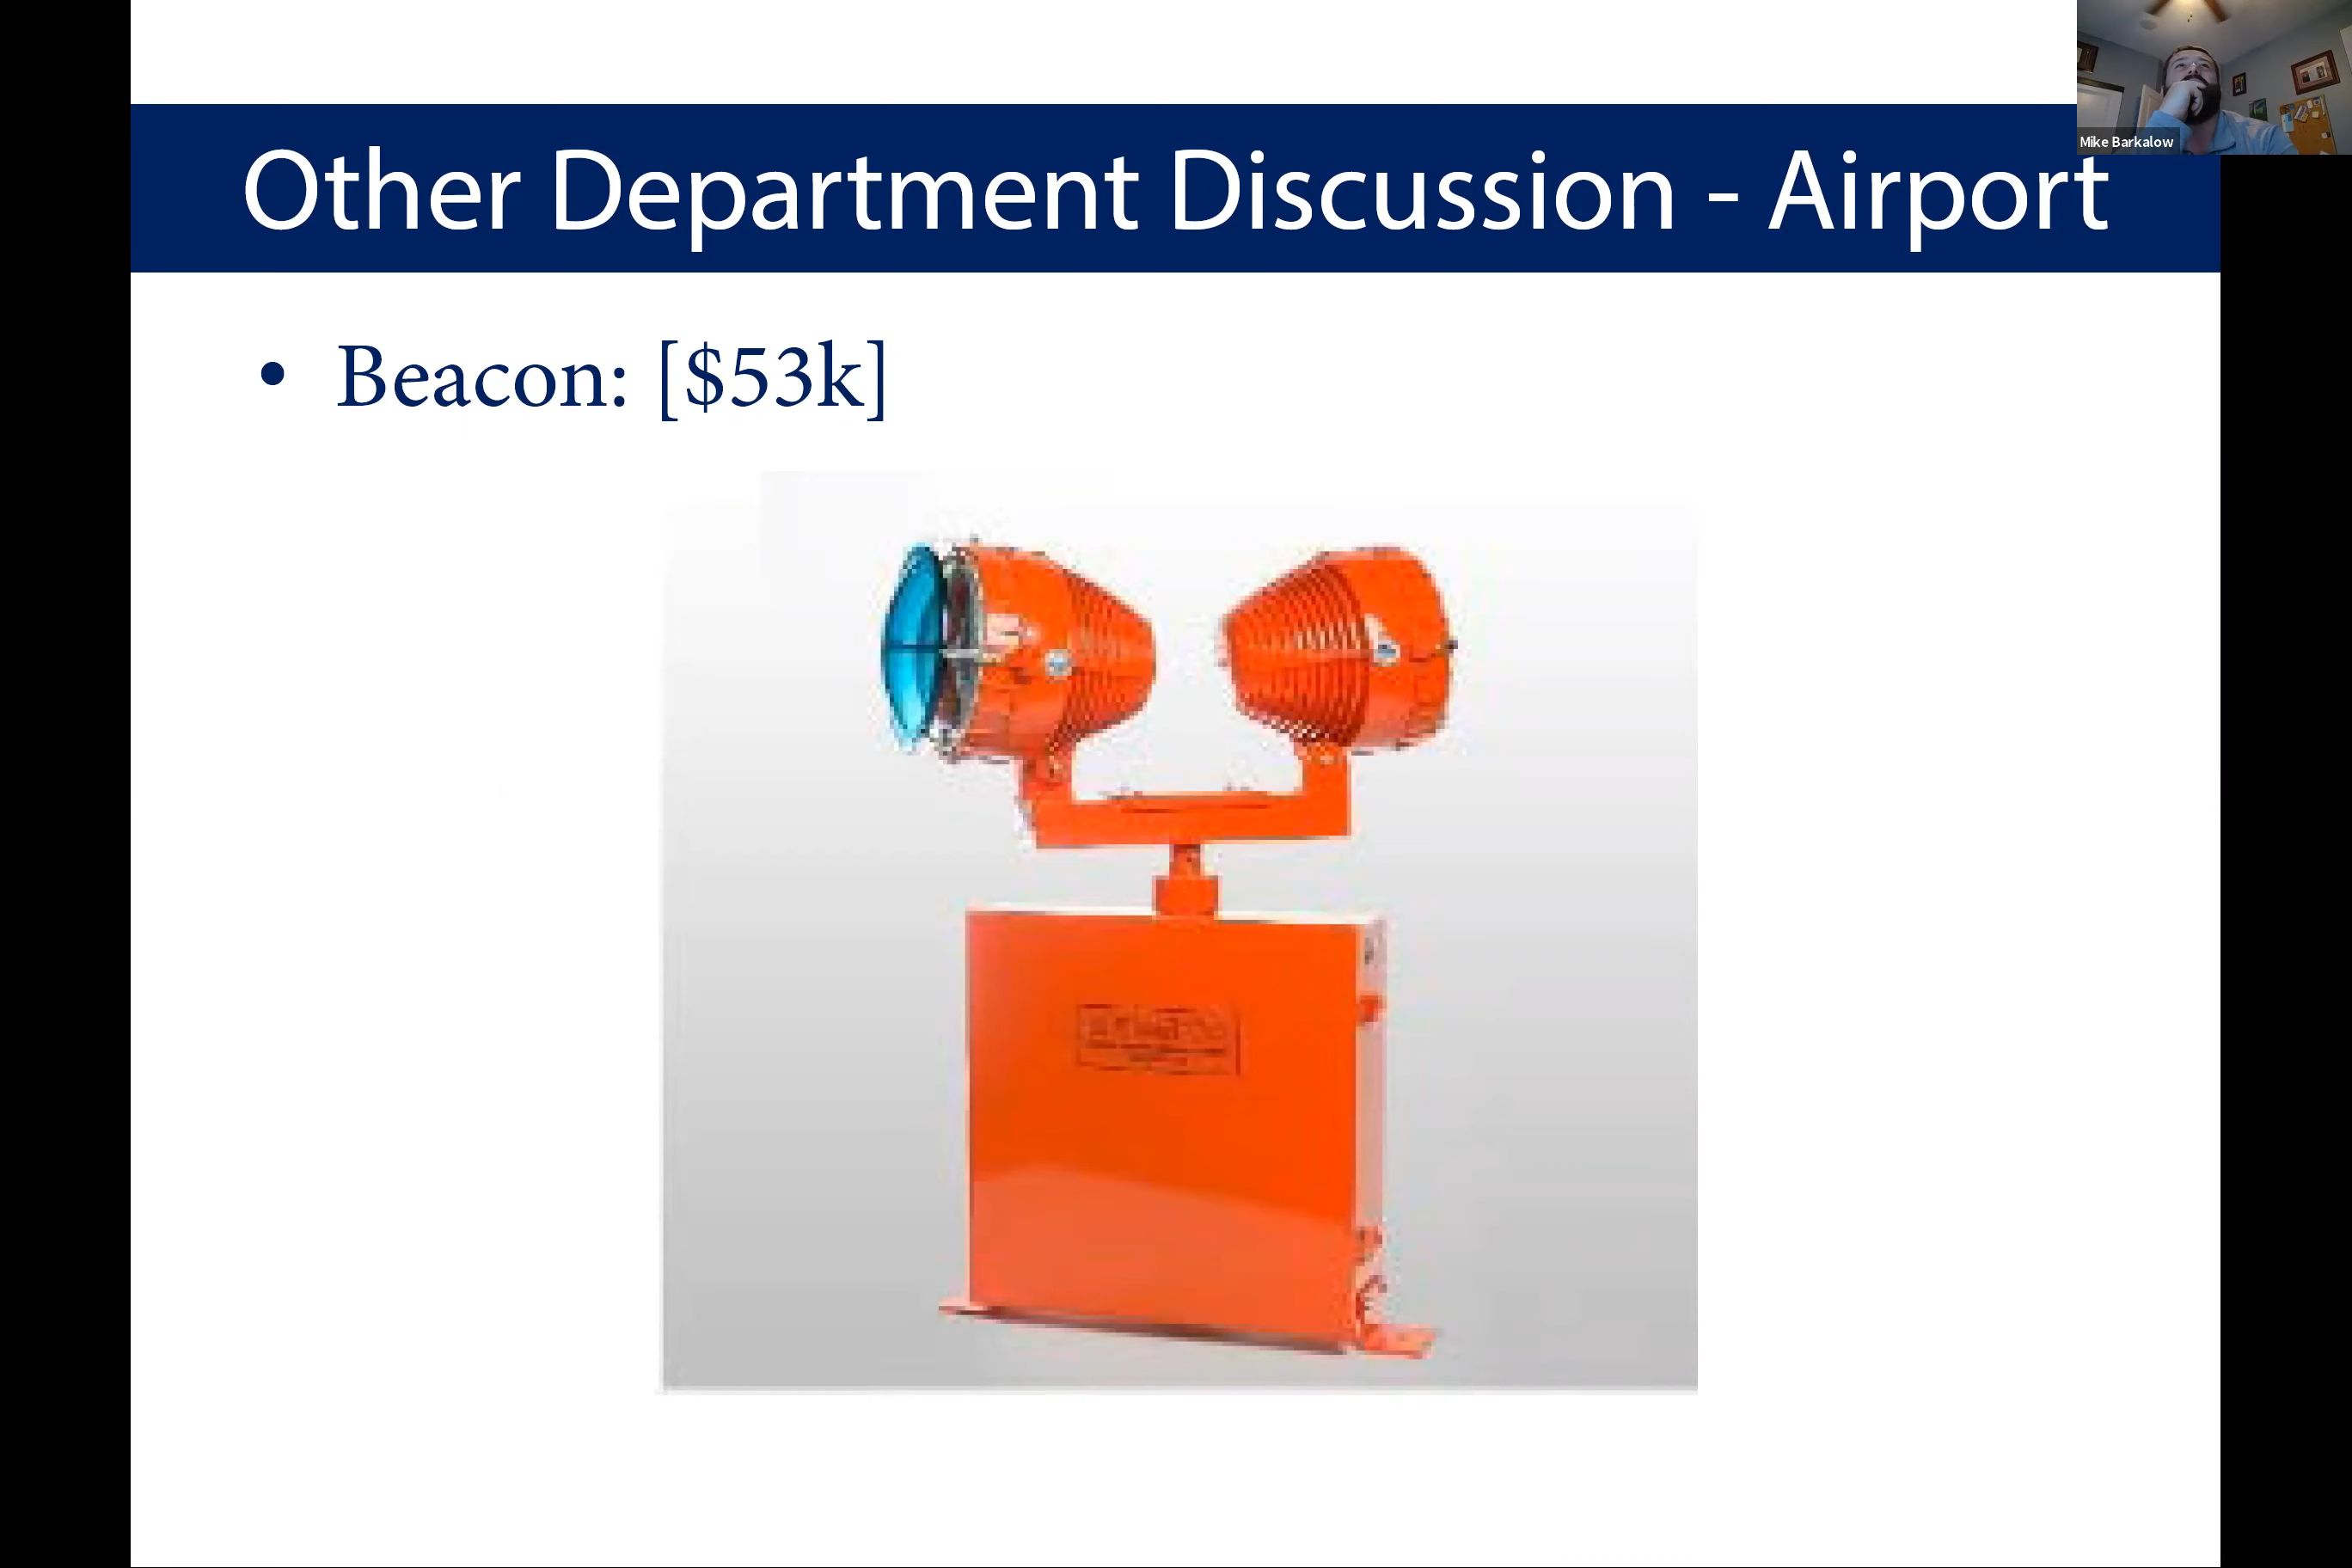 Mike Barkalow
Other Department Discussion - Airport
• Beacon: [$53k]